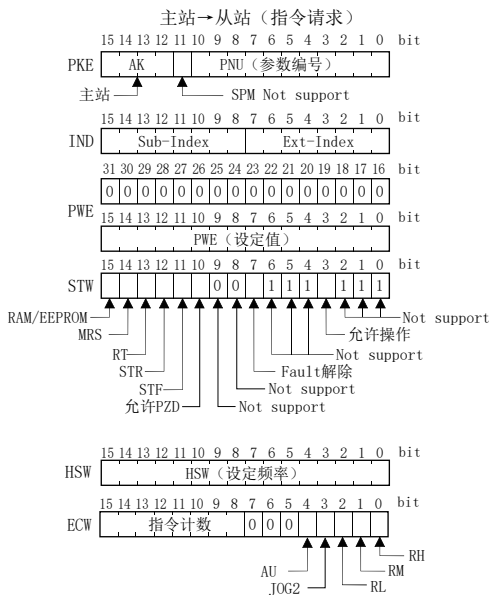 主站→从站（指令请求）
15 14 13 12 11 10 9 8 7 6 5 4 3 2 1 0 bit
PKE AK PNU（参数编号）
主站 SPM Not support
15 14 13 12 11 10 9 8 7 6 5 4 3 2 1 0 bit
IND Sub-Index Ext-Index
31 30 29 28 27 26 25 24 23 22 21 20 19 18 17 16
0 0 0 0 0 0 0 0 0 0 0 0 0 0 0 0
PWE
15 14 13 12 11 10 9 8 7 6 5 4 3 2 1 0 bit
PWE（设定值）
15 14 13 12 11 10 9 8 7 6 5 4 3 2 1 0 bit
STW 0 0 1 1 1 1 1 1
RAM/EEPROM Not support
MRS 允许操作
RT Not support
STR Fault解除
STF Not support
允许PZD Not support
15 14 13 12 11 10 9 8 7 6 5 4 3 2 1 0 bit
HSW HSW（设定频率）
15 14 13 12 11 10 9 8 7 6 5 4 3 2 1 0 bit
ECW 指令计数 0 0 0
RH
AU RM
JOG2 RL